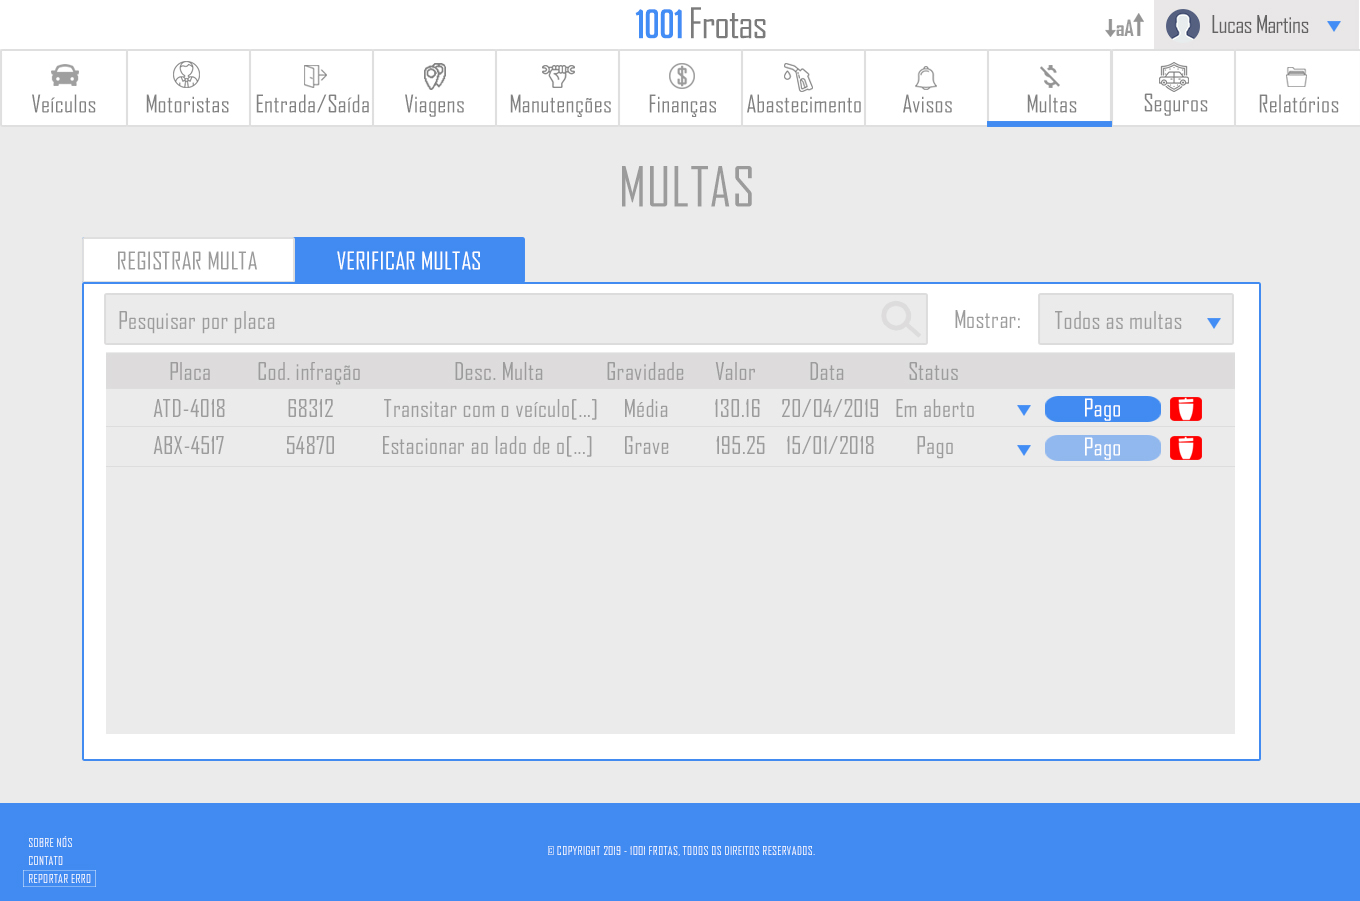 1001 Frotas
aA
Lucas Martins
Veículos Motoristas Entrada/Saída Viagens Manutenções Finanças Abastecimento Avisos Multas Seguros Relatórios
MULTAS
REGISTRAR MULTA VERIFICAR MULTAS
Pesquisar por placa Mostrar: Todos as multas
Placa Cod. infração Desc. Multa Gravidade Valor Data Status
ATD-4018 68312 Transitar com o veículo[...] Média 130.16 20/04/2019 Em aberto Pago
ABX-4517 54870 Estacionar ao lado de o[...] Grave 195.25 15/01/2018 Pago Pago
SOBRE NÓS
© COPYRIGHT 2019 - 1001 FROTAS, TODOS OS DIREITOS RESERVADOS.
CONTATO
REPORTAR ERRO